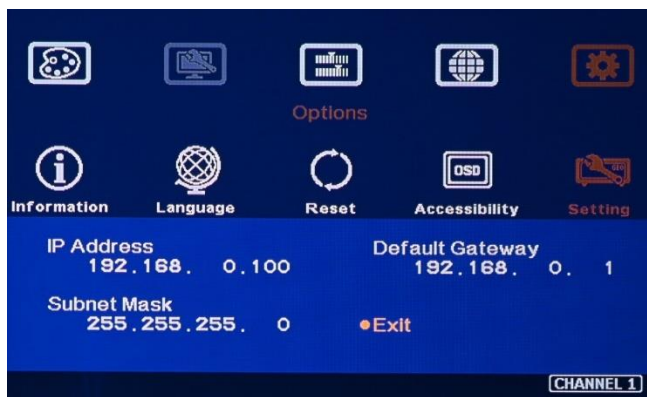 Options
OSD
Information Language Reset Accessibility Setting
IP Address Default Gateway
192.168. 0.100 192.168. 0. 1
Subnet Mask
255.255.255. 0 Exit
CHANNEL 1